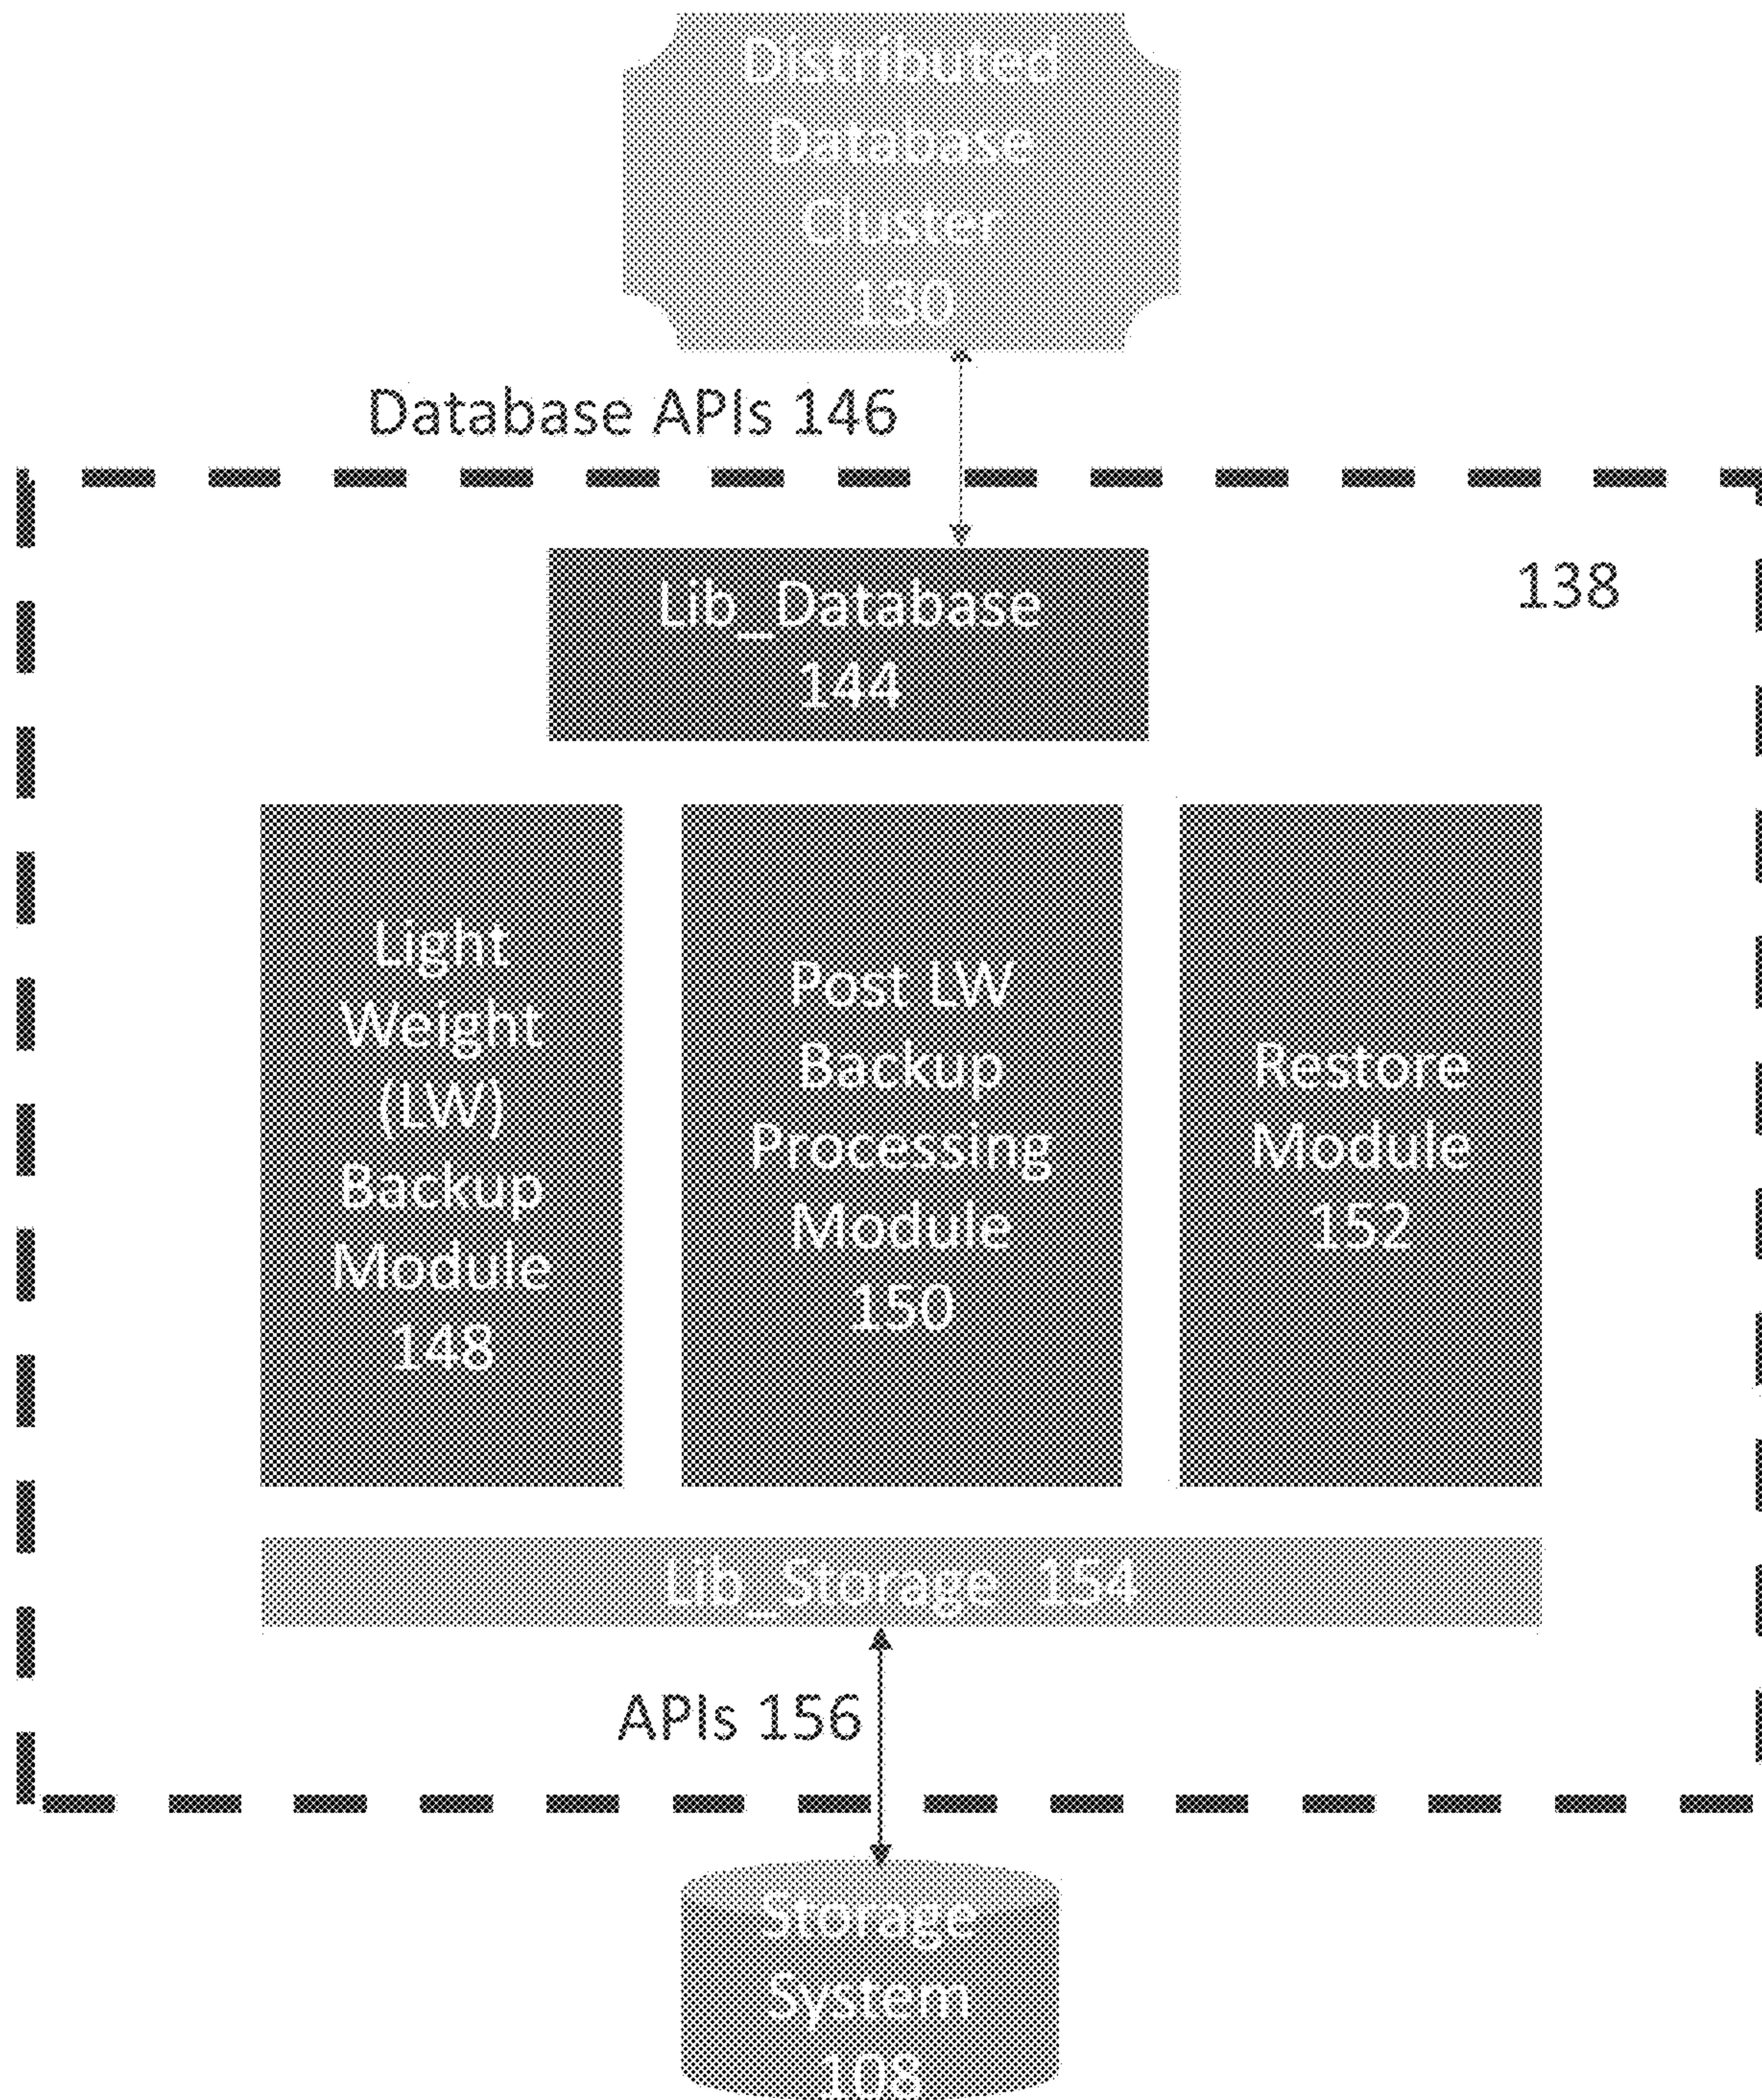 Distributed
Database
Cluster
130
Database APIs 146
138
Lib_Database
144
Light
Weight
(LW)
Backup
Module
148
Post LW
Backup
Processing
Module
150
Restore
Module
152
Lib_Storage 154
APIs 156
Storage
System
108